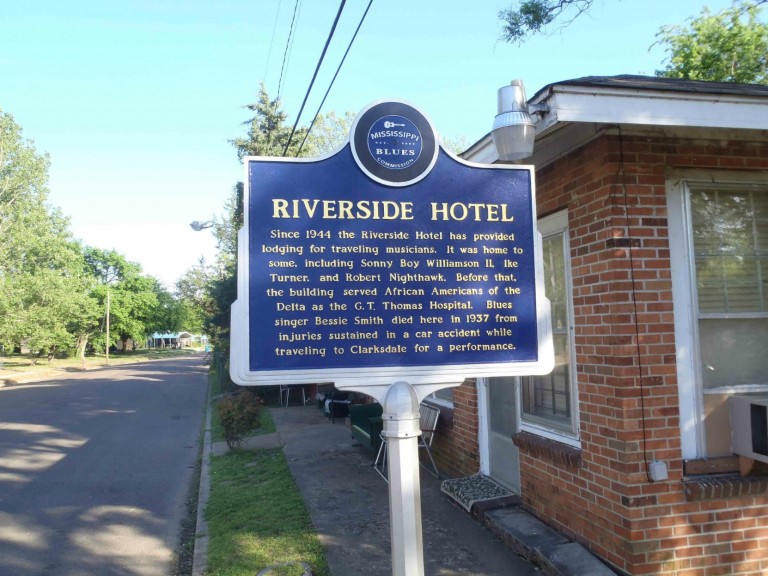 MISSISSIPPI
BLUES
COMMISSION
RIVERSIDE HOTEL
Since 1944 the Riverside Hotel has provided
lodging for traveling musicians. It was home to
some, including Sonny Boy Williamson II, Ike
Turner, and Robert Nighthawk. Before that,
the building served African Americans of the
Delta as the G.T. Thomas Hospital. Blues
singer Bessie Smith died here in 1937 from
injuries sustained in a car accident while
traveling to Clarksdale for a performance.